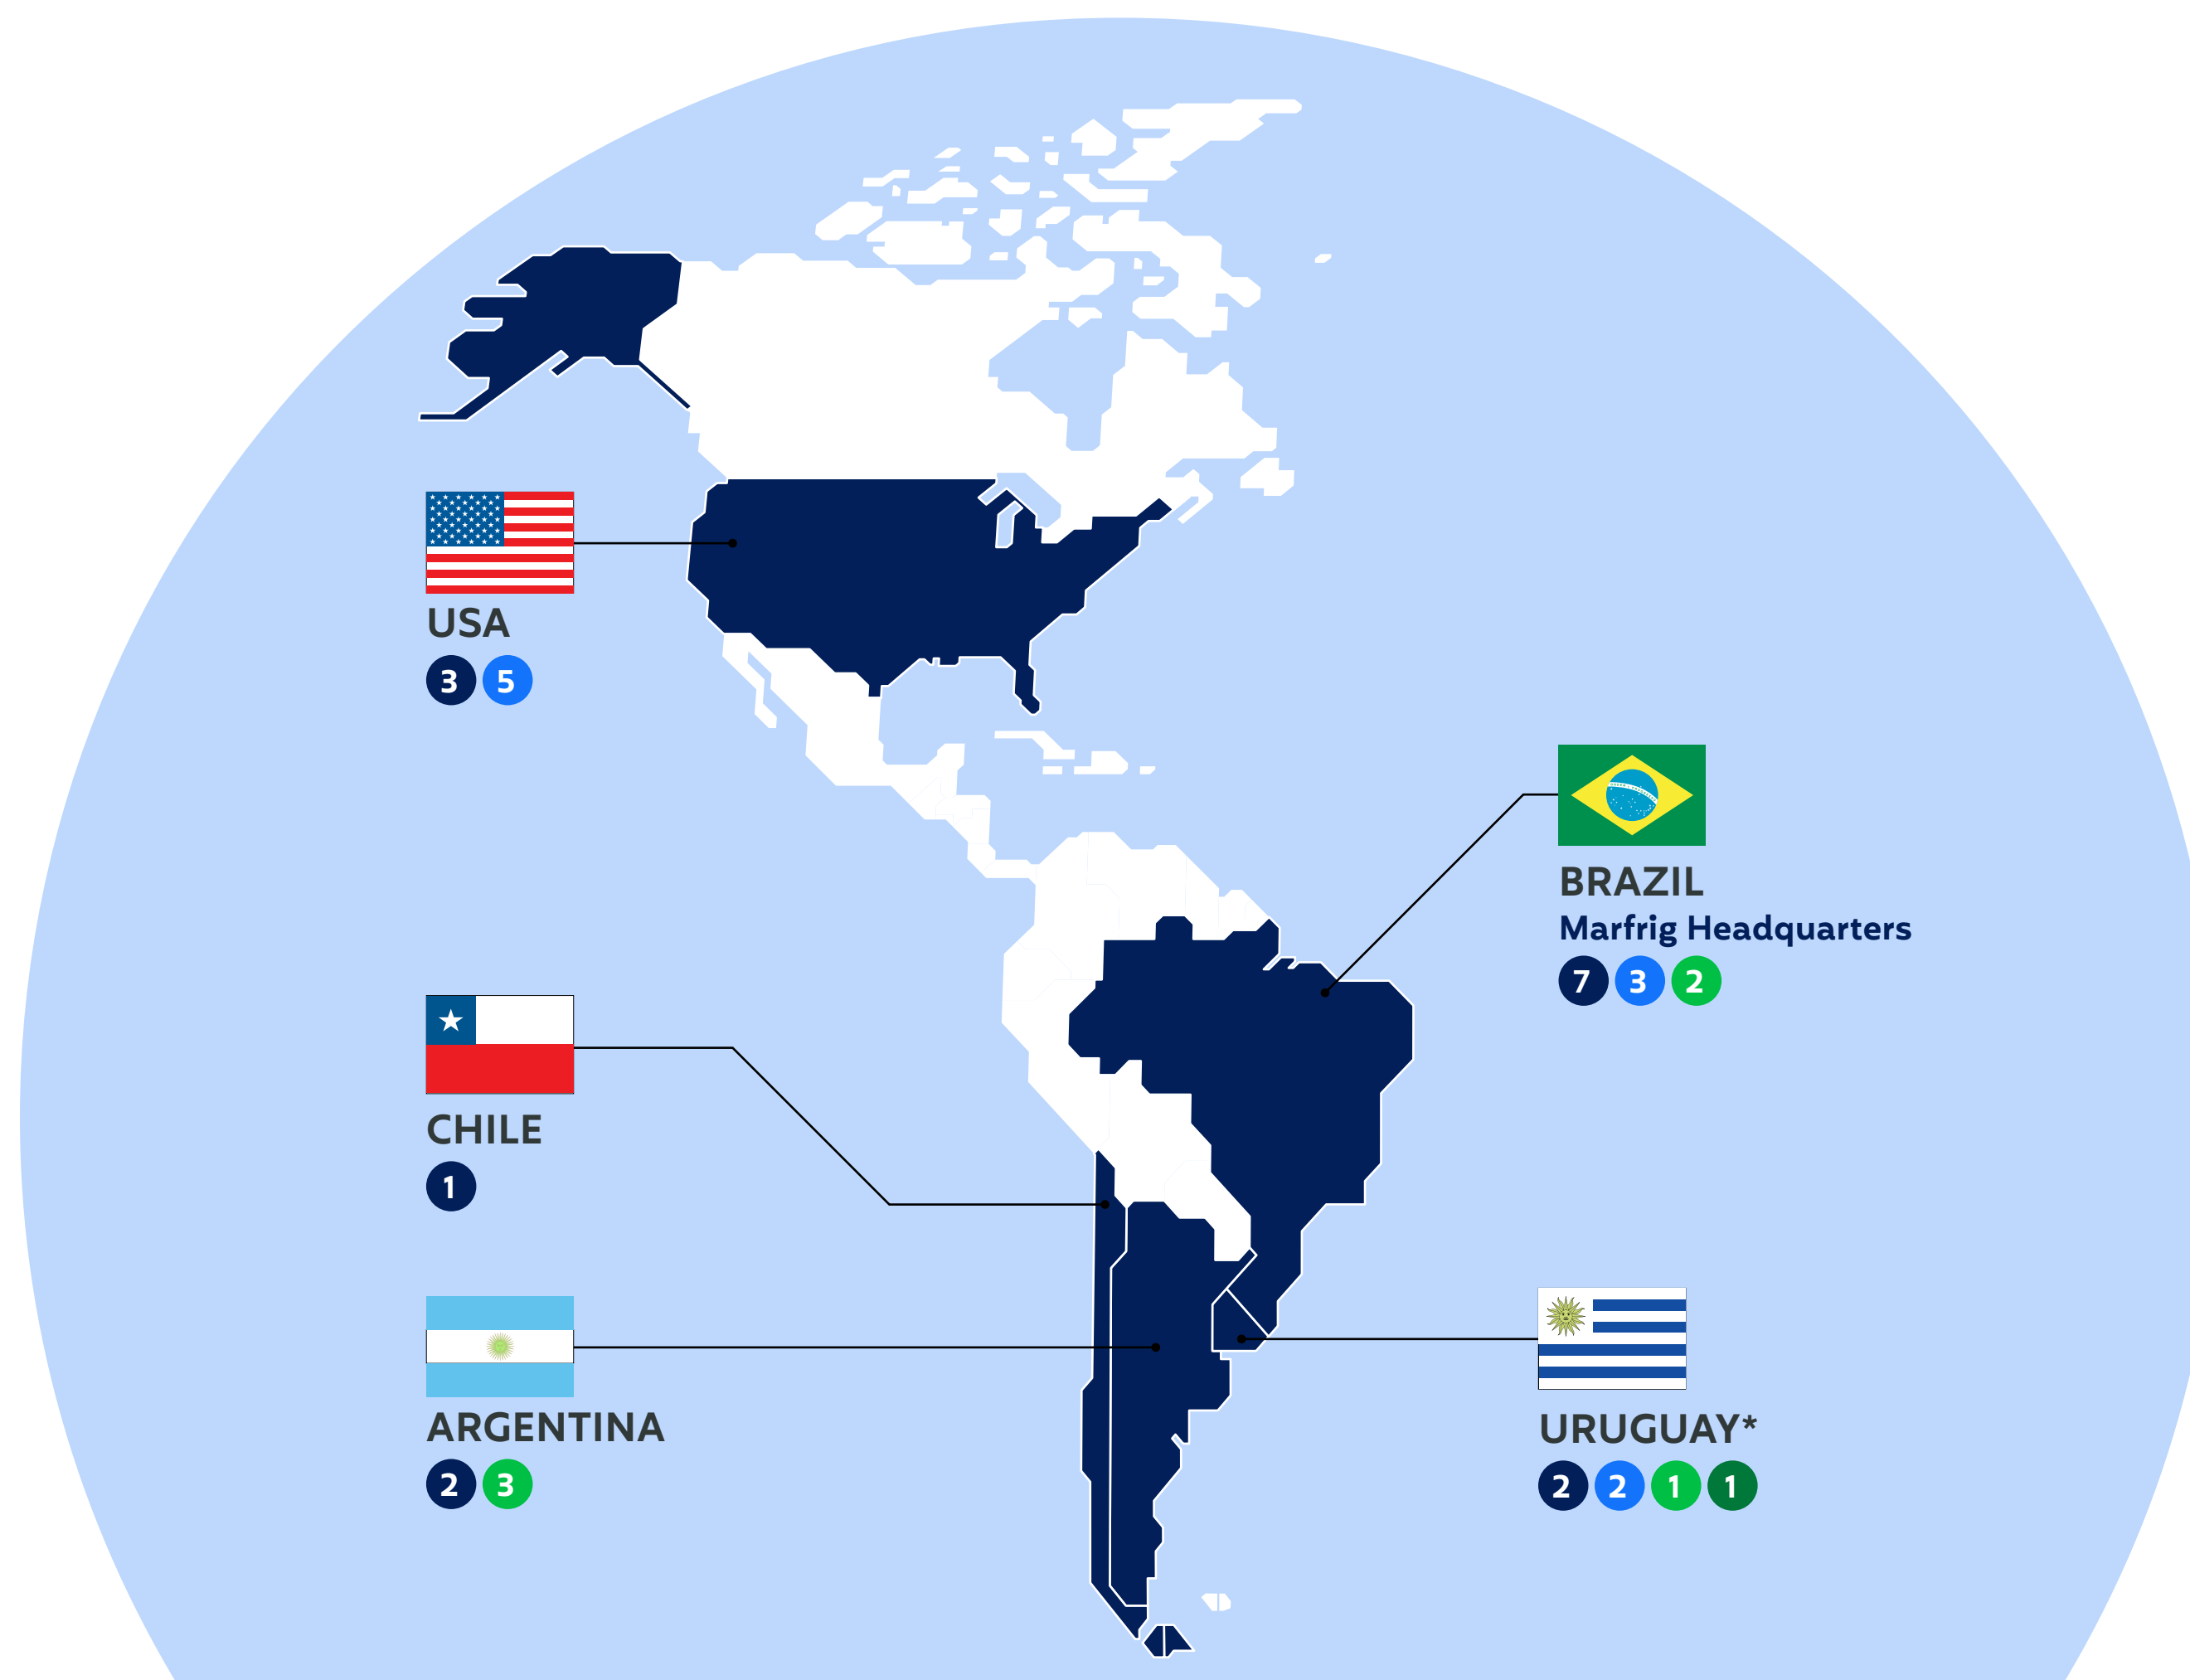 USA
3 5
BRAZIL
Marfrig Headquarters
7 3 2
CHILE
1
ARGENTINA
2 3
URUGUAY*
2 2 1 1